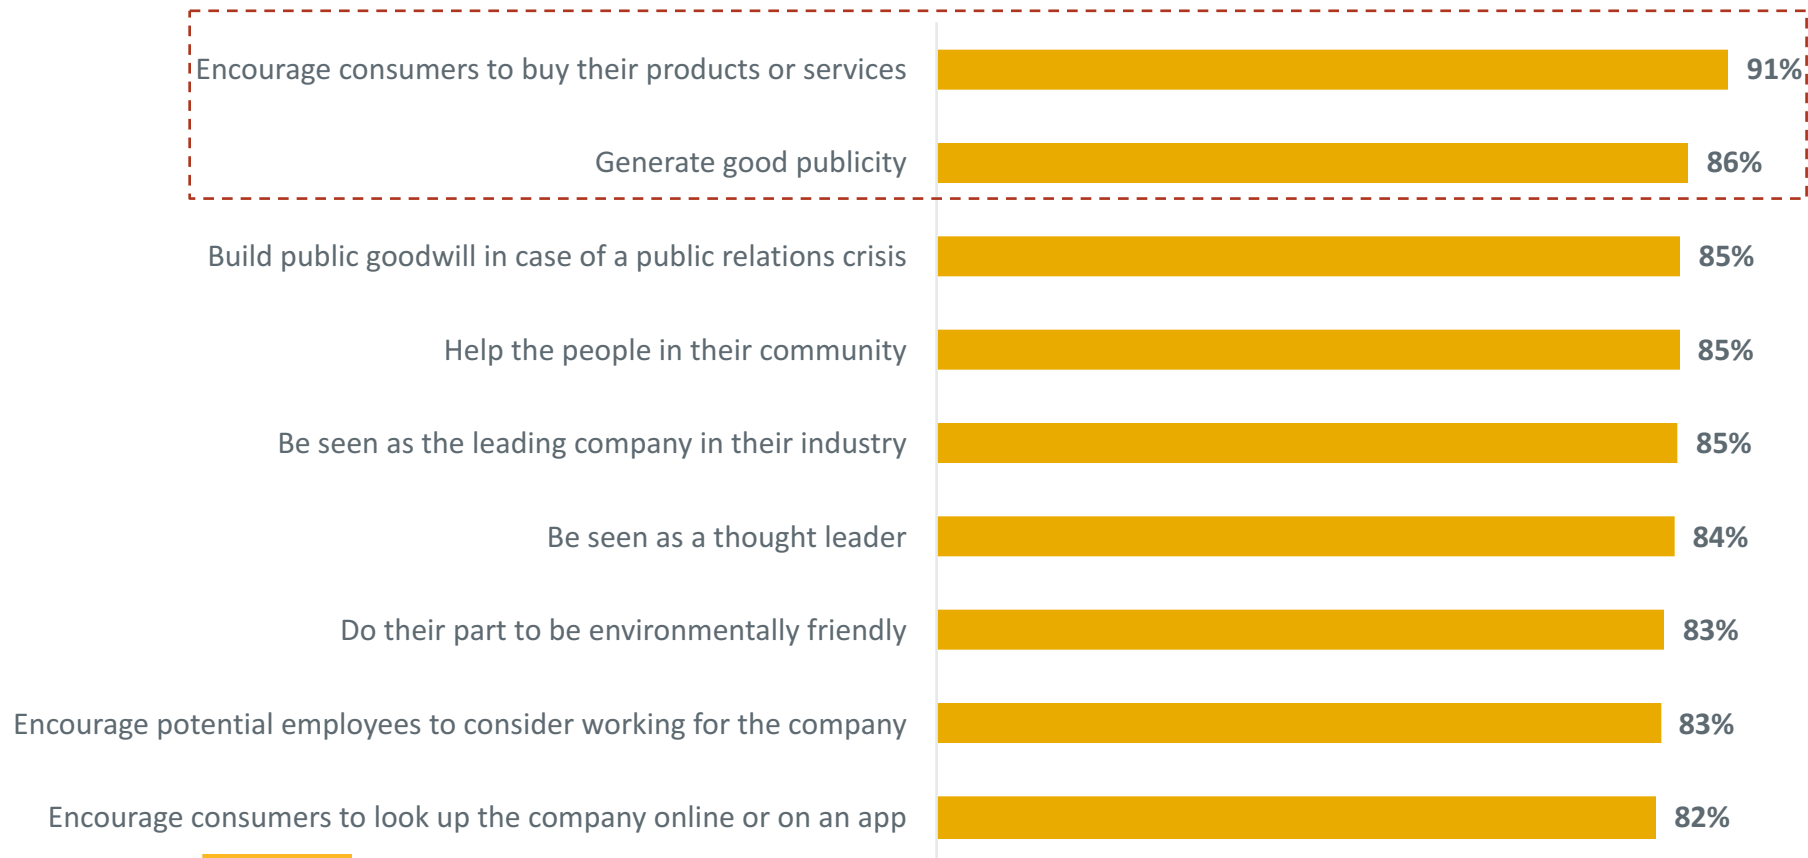 Encourage consumers to buy their products or services 91%
Generate good publicity 86%
Build public goodwill in case of a public relations crisis 85%
Help the people in their community 85%
Be seen as the leading company in their industry 85%
Be seen as a thought leader 84%
Do their part to be environmentally friendly 83%
Encourage potential employees to consider working for the company 83%
Encourage consumers to look up the company online or on an app 82%